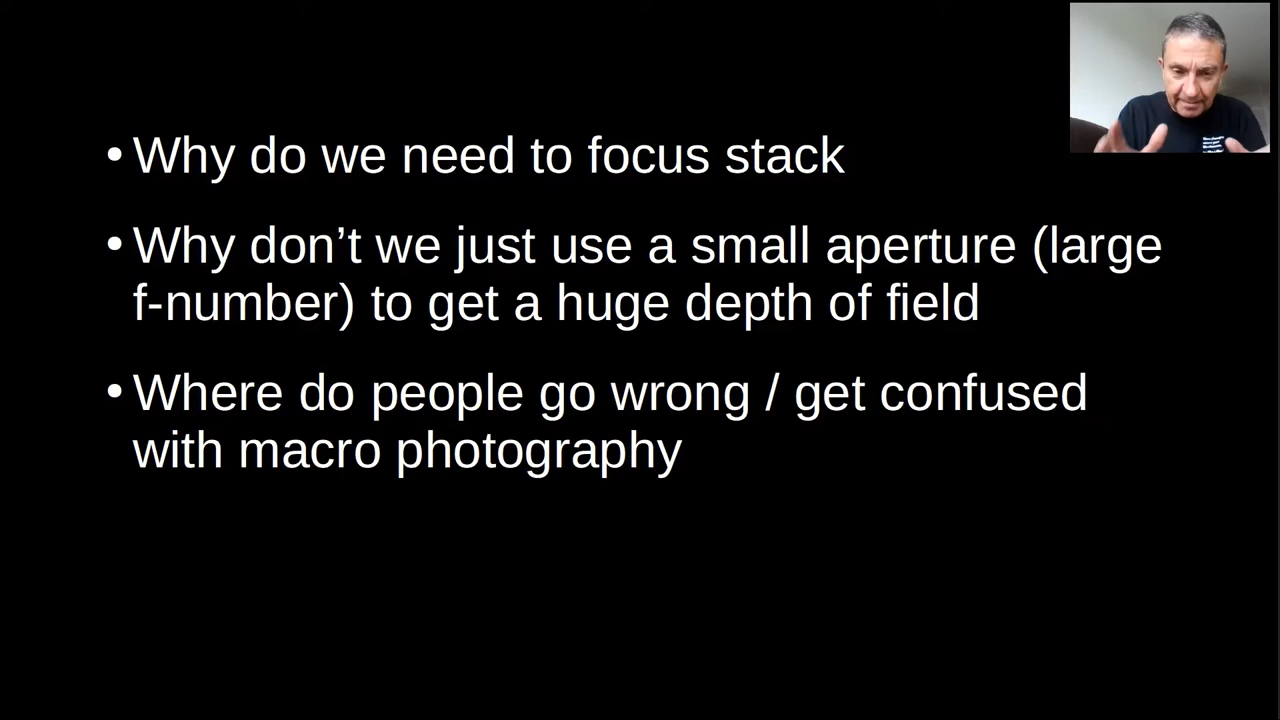 • Why do we need to focus stack
• Why don’t we just use a small aperture (large
f-number) to get a huge depth of field
• Where do people go wrong / get confused
with macro photography